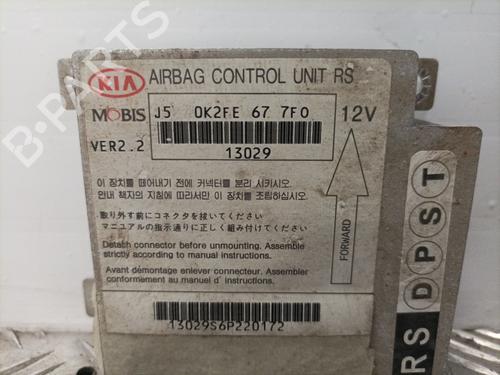 KIA AIRBAG CONTROL UNIT RS
MOBIS J5 0K2FE 67 7F0 12V
VER2.2 13029
이 장치를 떼어내기 전에 커넥터를 분리 시키시오.
안내 책자의 지침에 따라서만 이 장치를 조립하십시오.
取り外す前にコネクタを抜いてください
マニュアルの指示通りに正しく組み付けてください
Detatch connector before unmounting. Assemble
strictly according to manual instructions.
Avant démontage enlever connecteur. Assembler
conformement au manuel d' instructions.
FORWARD
13029S6P220172
RS D P S T
B-PARTS